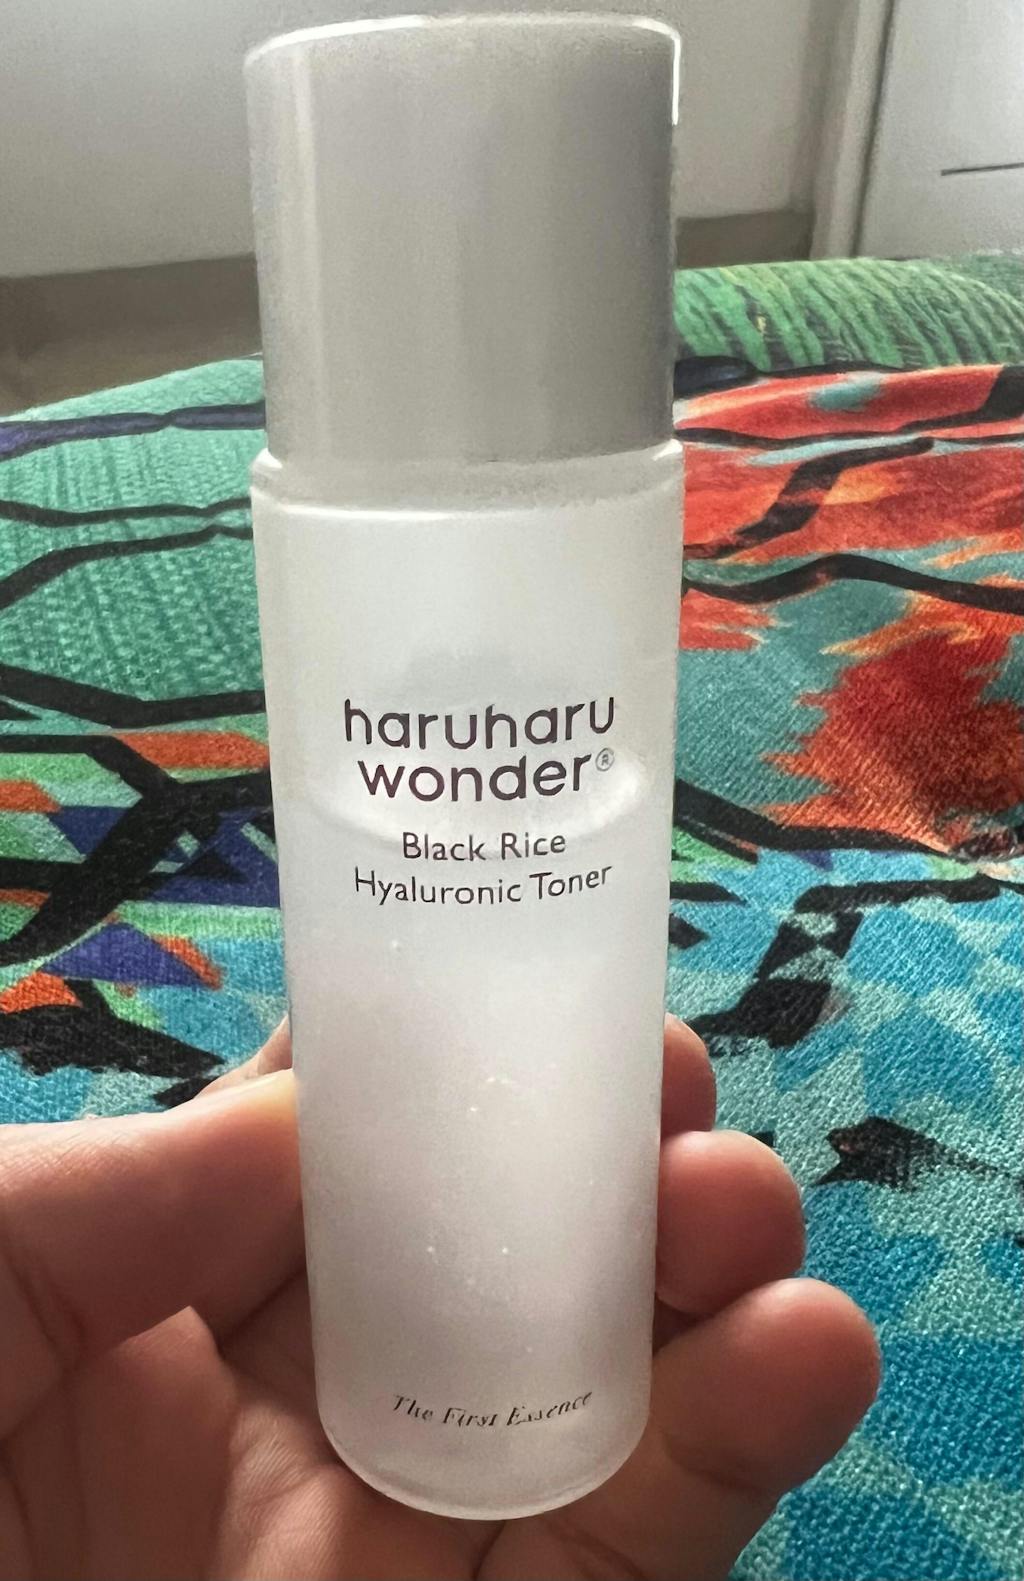 haruharu
wonder®
Black Rice
Hyaluronic Toner
The First Essence